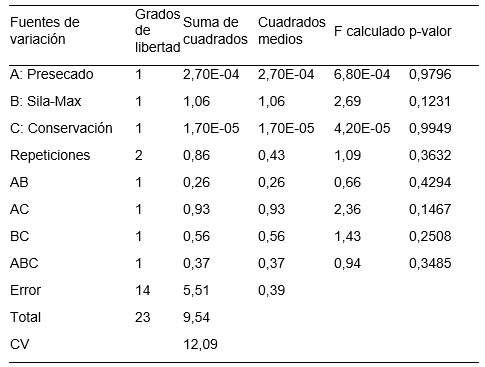 Fuentes de variación Grados de libertad Suma de cuadrados Cuadrados medios F calculado p-valor
A: Presecado 1 2,70E-04 2,70E-04 6,80E-04 0,9796
B: Sila-Max 1 1,06 1,06 2,69 0,1231
C: Conservación 1 1,70E-05 1,70E-05 4,20E-05 0,9949
Repeticiones 2 0,86 0,43 1,09 0,3632
AB 1 0,26 0,26 0,66 0,4294
AC 1 0,93 0,93 2,36 0,1467
BC 1 0,56 0,56 1,43 0,2508
ABC 1 0,37 0,37 0,94 0,3485
Error 14 5,51 0,39
Total 23 9,54
CV 12,09